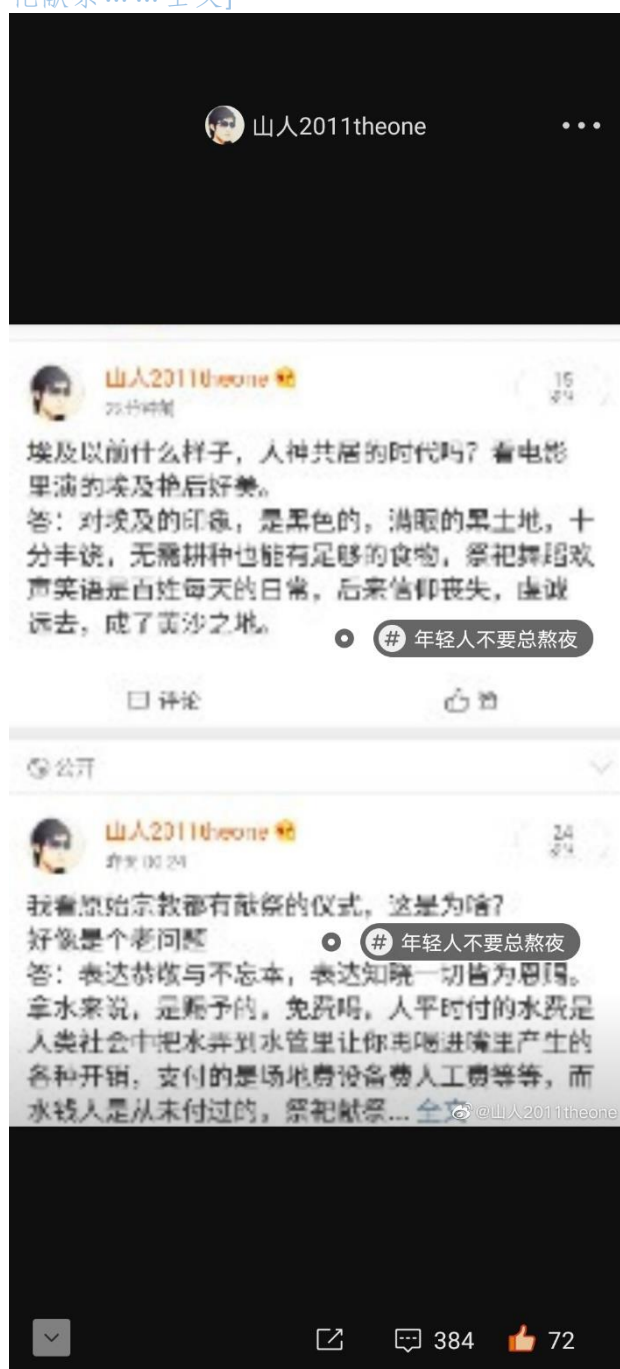 山人2011theone
山人2011theone
15
埃及以前什么样子，人神共居的时代吗？看电影
里演的埃及艳后好美。
答：对埃及的印象，是黑色的，满眼的黑土地，十
分丰饶，无需耕种也能有足够的食物，祭祀舞蹈欢
声笑语是百姓每天的日常，后来信仰丧失，虔诚
远去，成了黄沙之地。
# 年轻人不要总熬夜
评论
赞
公开
山人2011theone
24
昨天 00:24
我看原始宗教都有献祭的仪式，这是为啥？
好像是个老问题
# 年轻人不要总熬夜
答：表达恭敬与不忘本，表达知晓一切皆为恩赐。
拿水来说，是赐予的，免费喝，人平时付的水费是
人类社会中把水弄到水管里让你再喝进嘴里产生的
各种开销，支付的是场地费设备费人工费等等，而
水钱人是从未付过的，祭祀献祭... 全文
@山人2011theone
384
72